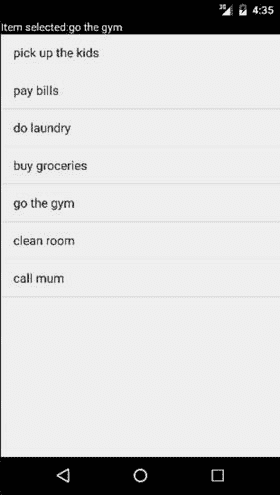 3G 4:35
Item selected:go the gym
pick up the kids
pay bills
do laundry
buy groceries
go the gym
clean room
call mum